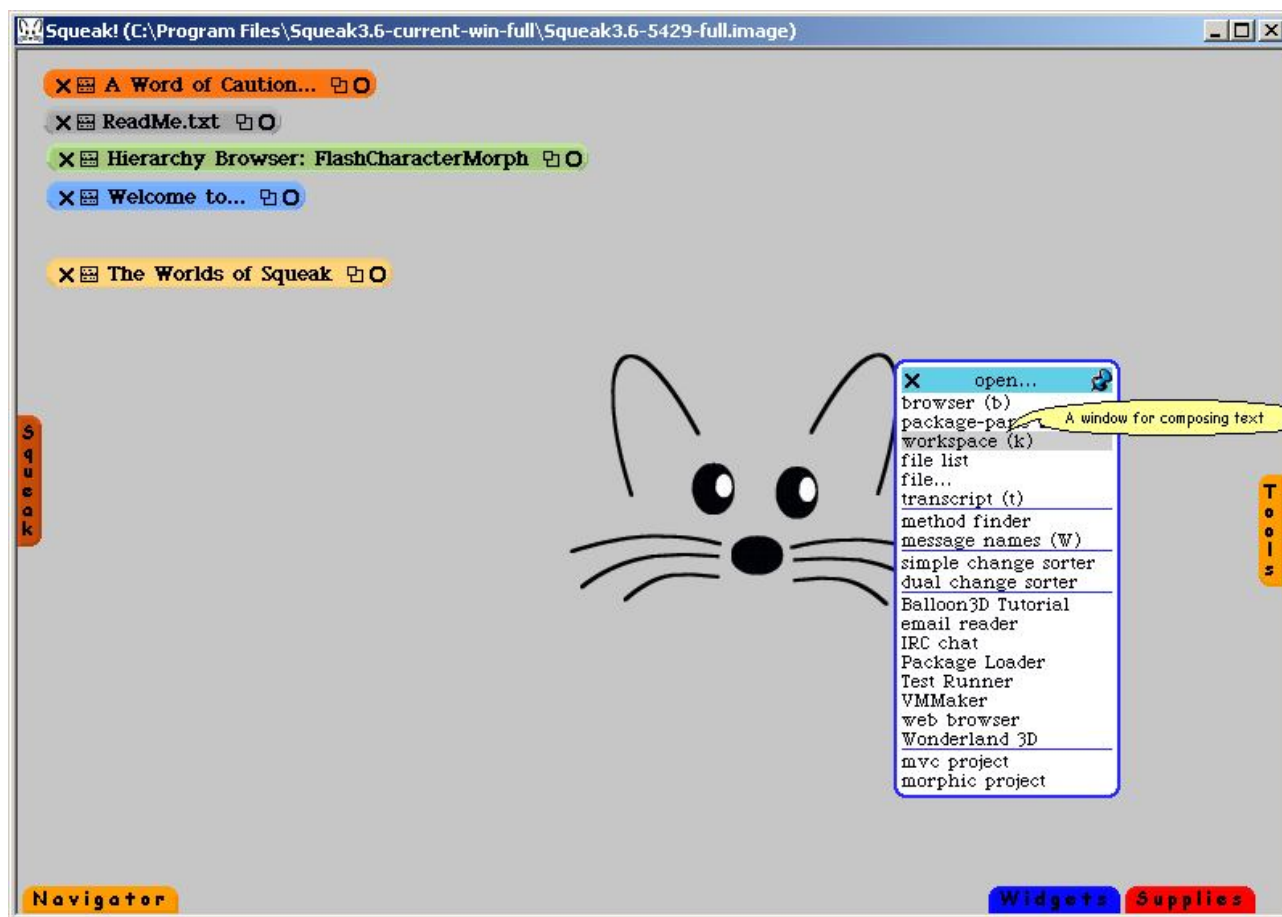 Squeak! (C:\Program Files\Squeak3.6-current-win-full\Squeak3.6-5429-full.image)
A Word of Caution...
ReadMe.txt
Hierarchy Browser: FlashCharacterMorph
Welcome to...
The Worlds of Squeak
open...
browser (b)
A window for composing text
workspace (k)
file list
file...
transcript (t)
method finder
message names (W)
simple change sorter
dual change sorter
Balloon3D Tutorial
email reader
IRC chat
Package Loader
Test Runner
VMMaker
web browser
Wonderland 3D
mvc project
morphic project
Squeak
Tools
Navigator
Widgets
Supplies